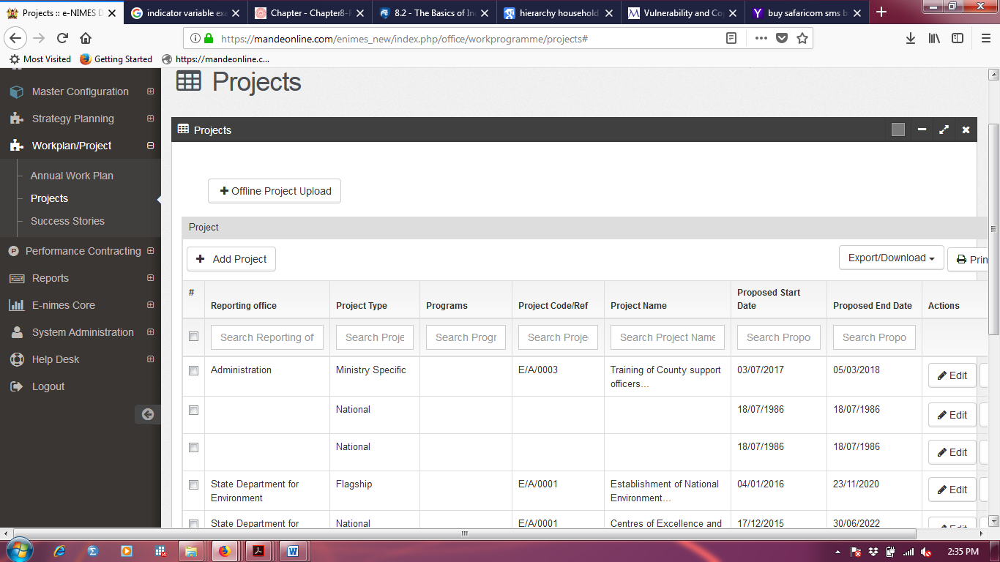 Projects :: e-NIMES D
indicator variable exa
Chapter - Chapter8-F
8.2 - The Basics of In
hierarchy household
Vulnerability and Cop
buy safaricom sms b
https://mandeonline.com/enimes_new/index.php/office/workprogramme/projects#
Most Visited
Getting Started
https://mandeonline.c...
Master Configuration
Strategy Planning
Workplan/Project
Annual Work Plan
Projects
Success Stories
Performance Contracting
Reports
E-nimes Core
System Administration
Help Desk
Logout
Projects
Projects
Offline Project Upload
Project
Add Project
Export/Download
Prin
# Reporting office Project Type Programs Project Code/Ref Project Name Proposed Start Date Proposed End Date Actions
Search Reporting of Search Proje Search Progr Search Proje Search Project Name Search Propo Search Propo
Administration Ministry Specific E/A/0003 Training of County support officers... 03/07/2017 05/03/2018 Edit
National 18/07/1986 18/07/1986 Edit
National 18/07/1986 18/07/1986 Edit
State Department for Environment Flagship E/A/0001 Establishment of National Environment... 04/01/2016 23/11/2020 Edit
State Department for National E/A/0001 Centres of Excellence and 17/12/2015 30/06/2022 Edit
2:35 PM